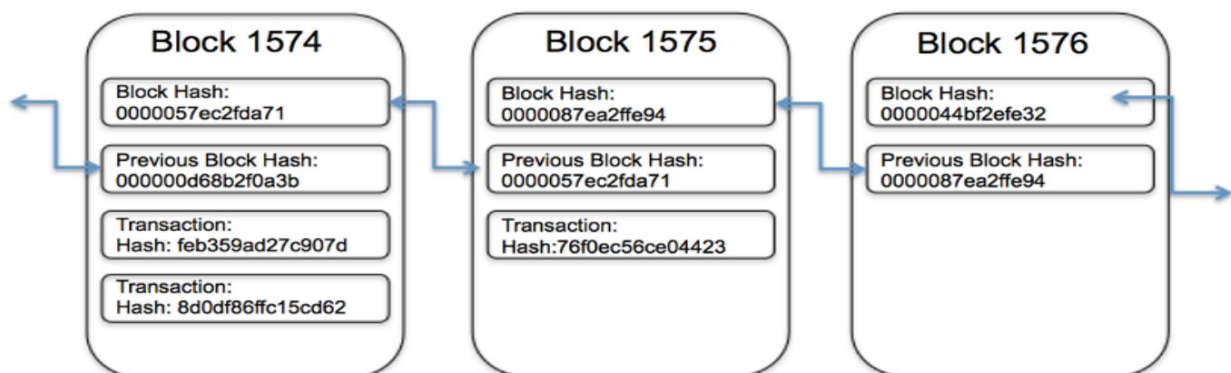 Block 1574
Block Hash:
0000057ec2fda71
Previous Block Hash:
000000d68b2f0a3b
Transaction:
Hash: feb359ad27c907d
Transaction:
Hash: 8d0df86ffc15cd62
Block 1575
Block Hash:
0000087ea2ffe94
Previous Block Hash:
0000057ec2fda71
Transaction:
Hash:76f0ec56ce04423
Block 1576
Block Hash:
0000044bf2efe32
Previous Block Hash:
0000087ea2ffe94